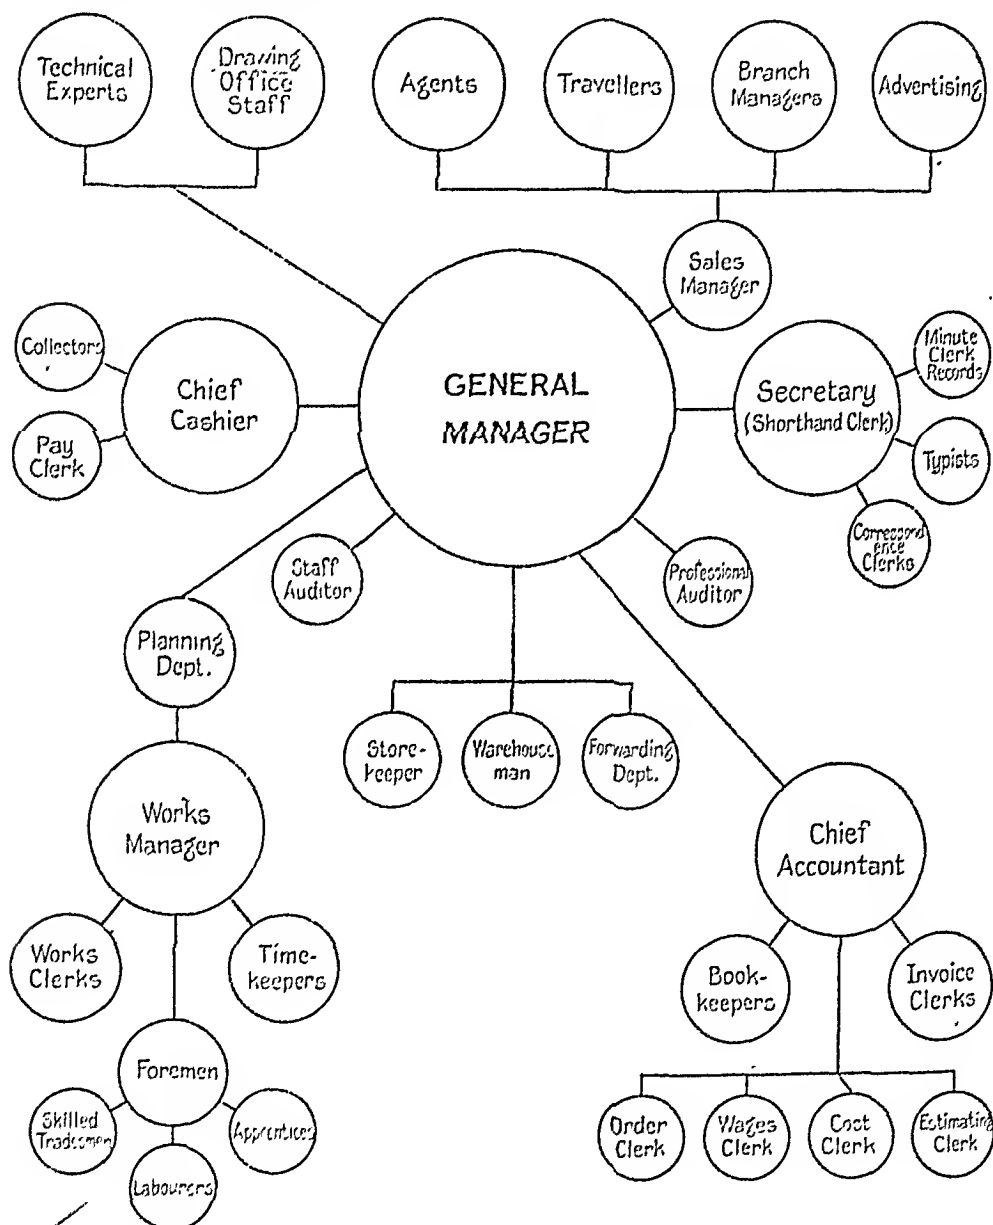 Technical
Experts
Drawing
Office
Staff
Agents
Travellers
Branch
Managers
Advertising
Sales
Manager
Collectors
Chief
Cashier
Pay
Clerk
GENERAL
MANAGER
Secretary
(Shorthand Clerk)
Minute
Clerk
Records
Typists
Correspond
ence
Clerks
Staff
Auditor
Professional
Auditor
Planning
Dept.
Store-
keeper
Warehouse
man
Forwarding
Dept.
Works
Manager
Chief
Accountant
Works
Clerks
Time-
keepers
Book-
keepers
Invoice
Clerks
Foremen
Skilled
Tradesmen
Apprentices
Labourers
Order
Clerk
Wages
Clerk
Cost
Clerk
Estimating
Clerk